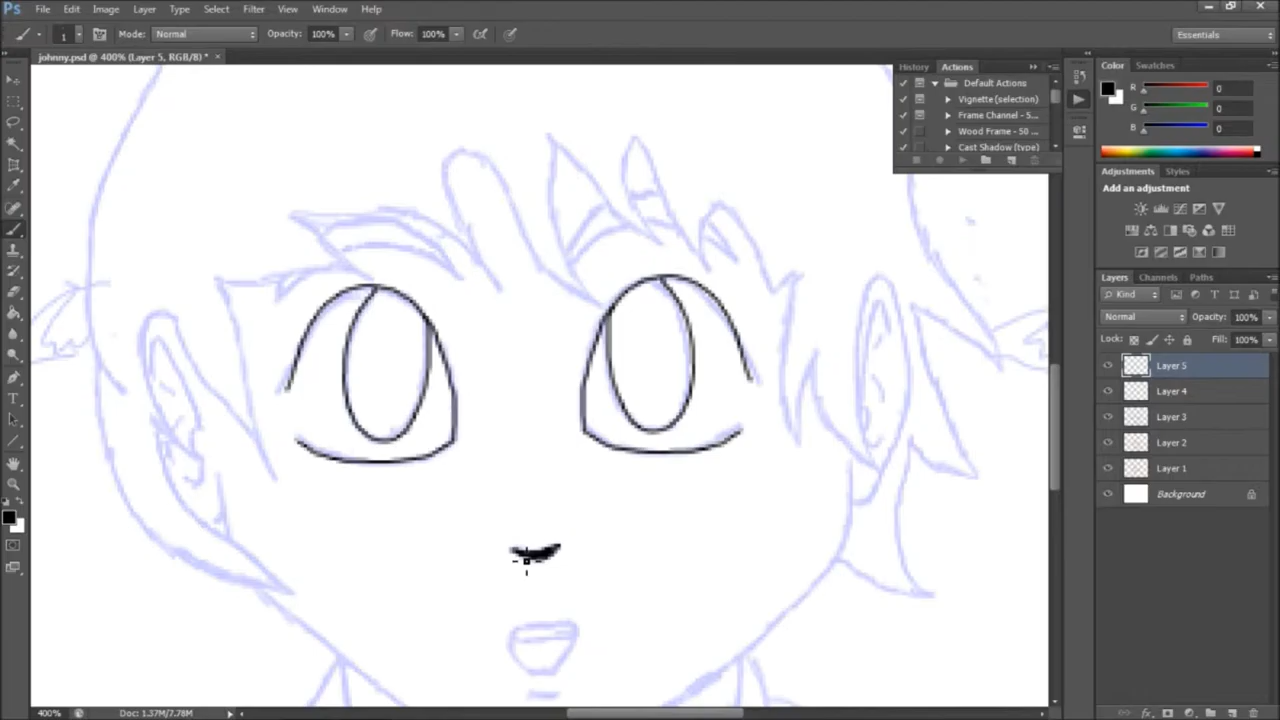 Ps File Edit Image Layer Type Select Filter View Window Help
1 Mode: Normal Opacity: 100% Flow: 100% Essentials
johnny.psd @ 400% (Layer 5, RGB/8) * ×
History Actions
Default Actions
Vignette (selection)
Frame Channel - 5...
Wood Frame - 50 ...
Cast Shadow (type)
Color Swatches
R 0
G 0
B 0
Adjustments Styles
Add an adjustment
Layers Channels Paths
Kind
Normal Opacity: 100%
Lock: Fill: 100%
Layer 5
Layer 4
Layer 3
Layer 2
Layer 1
Background
400% Doc: 1.37M/7.78M